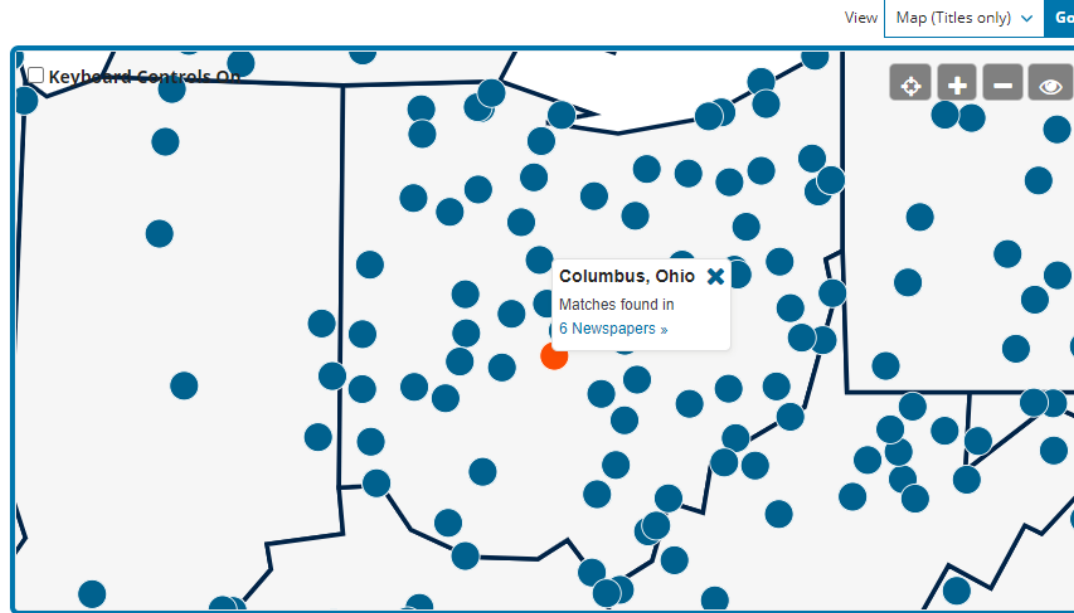 View Map (Titles only) Go
Keyboard Controls On
Columbus, Ohio
Matches found in
6 Newspapers »